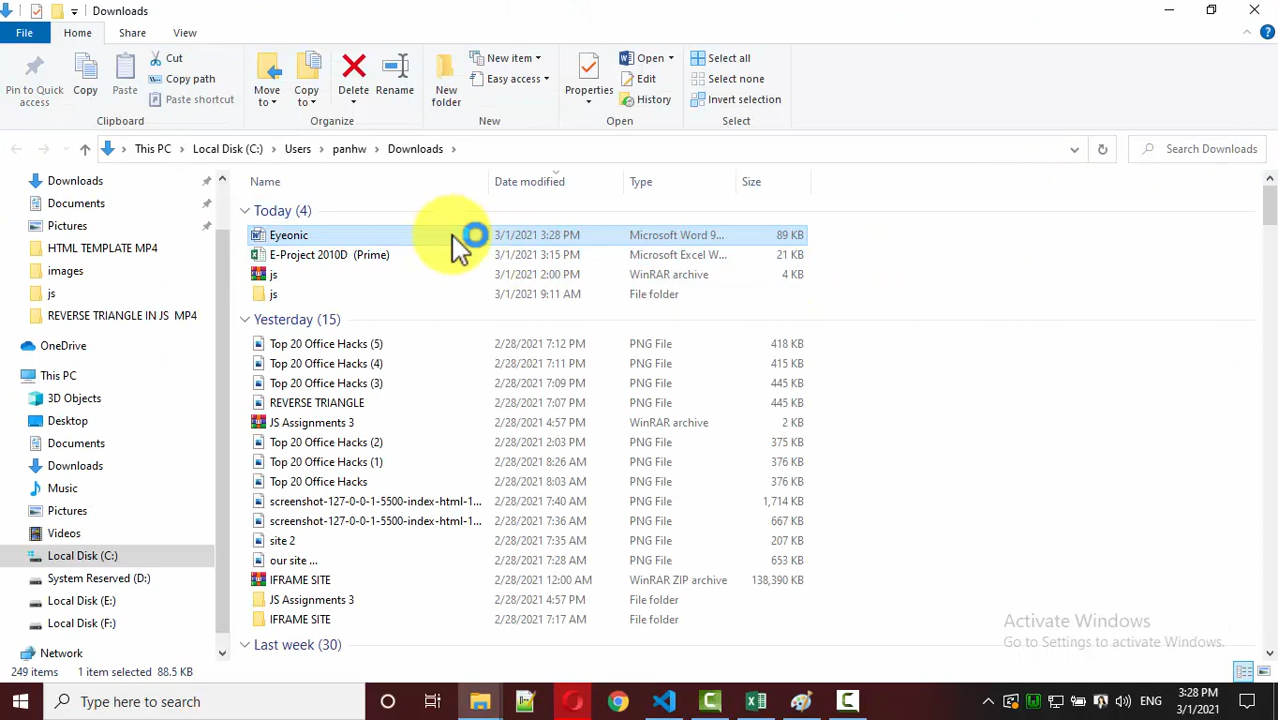 Downloads
File Home Share View
Pin to Quick access
Copy
Paste
Cut
Copy path
Paste shortcut
Clipboard
Move to
Copy to
Delete
Rename
Organize
New folder
New item
Easy access
New
Properties
Open
Edit
History
Open
Select all
Select none
Invert selection
Select
This PC Local Disk (C:) Users panhw Downloads
Search Downloads
Downloads
Documents
Pictures
HTML TEMPLATE MP4
images
js
REVERSE TRIANGLE IN JS MP4
OneDrive
This PC
3D Objects
Desktop
Documents
Downloads
Music
Pictures
Videos
Local Disk (C:)
System Reserved (D:)
Local Disk (E:)
Local Disk (F:)
Network
Name Date modified Type Size
Today (4)
Eyeonic 3/1/2021 3:28 PM Microsoft Word 9... 89 KB
E-Project 2010D (Prime) 3/1/2021 3:15 PM Microsoft Excel W... 21 KB
js 3/1/2021 2:00 PM WinRAR archive 4 KB
js 3/1/2021 9:11 AM File folder
Yesterday (15)
Top 20 Office Hacks (5) 2/28/2021 7:12 PM PNG File 418 KB
Top 20 Office Hacks (4) 2/28/2021 7:11 PM PNG File 415 KB
Top 20 Office Hacks (3) 2/28/2021 7:09 PM PNG File 445 KB
REVERSE TRIANGLE 2/28/2021 7:07 PM PNG File 445 KB
JS Assignments 3 2/28/2021 4:57 PM WinRAR archive 2 KB
Top 20 Office Hacks (2) 2/28/2021 2:03 PM PNG File 375 KB
Top 20 Office Hacks (1) 2/28/2021 8:26 AM PNG File 376 KB
Top 20 Office Hacks 2/28/2021 8:03 AM PNG File 376 KB
screenshot-127-0-0-1-5500-index-html-1... 2/28/2021 7:40 AM PNG File 1,714 KB
screenshot-127-0-0-1-5500-index-html-1... 2/28/2021 7:36 AM PNG File 667 KB
site 2 2/28/2021 7:35 AM PNG File 207 KB
our site ... 2/28/2021 7:28 AM PNG File 653 KB
IFRAME SITE 2/28/2021 12:00 AM WinRAR ZIP archive 138,390 KB
JS Assignments 3 2/28/2021 4:57 PM File folder
IFRAME SITE 2/28/2021 7:17 AM File folder
Last week (30)
Activate Windows
Go to Settings to activate Windows.
249 items 1 item selected 88.5 KB
Type here to search
ENG
3:28 PM
3/1/2021